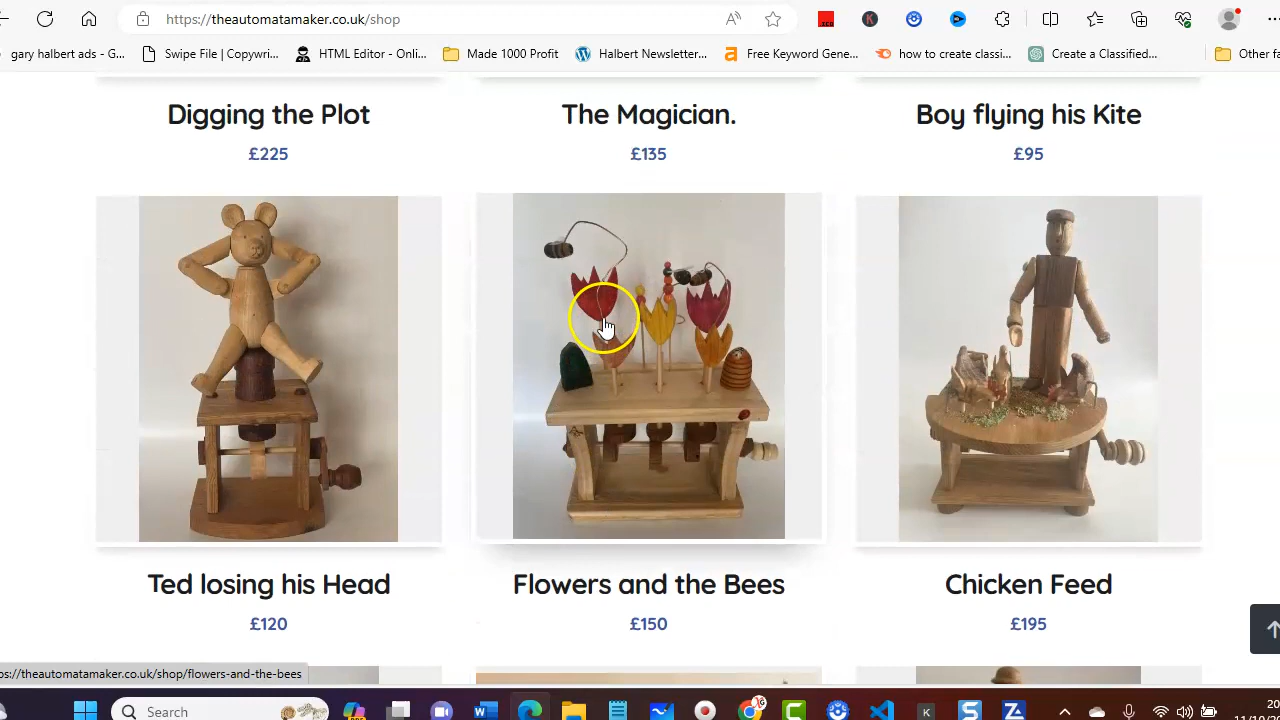 https://theautomatamaker.co.uk/shop
gary halbert ads - G...
Swipe File | Copywri...
HTML Editor - Onli...
Made 1000 Profit
Halbert Newsletter...
Free Keyword Gene...
how to create classi...
Create a Classified...
Other fa
Digging the Plot
The Magician.
Boy flying his Kite
£225
£135
£95
Ted losing his Head
Flowers and the Bees
Chicken Feed
£120
£150
£195
s://theautomatamaker.co.uk/shop/flowers-and-the-bees
Search
20